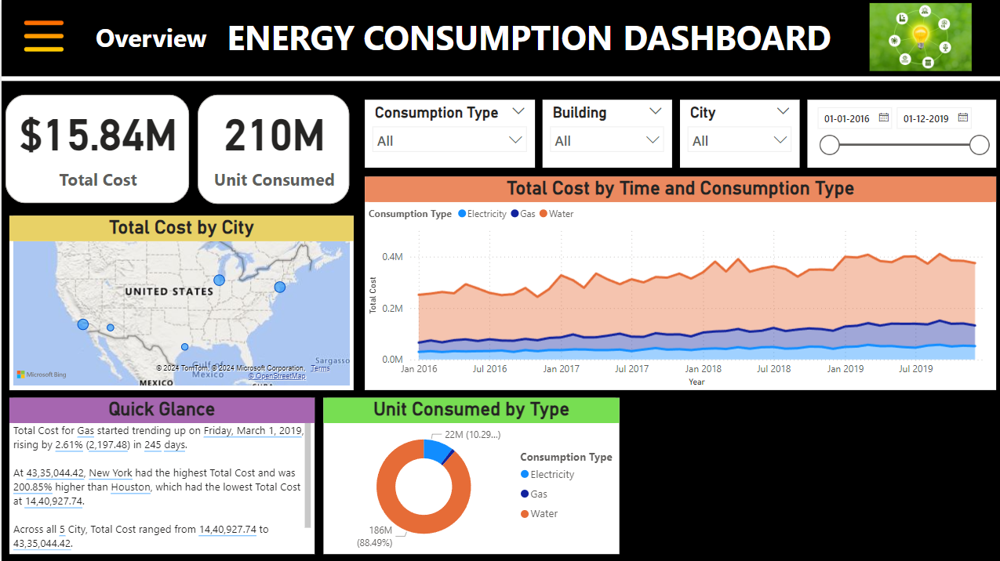 Overview ENERGY CONSUMPTION DASHBOARD
$15.84M
Total Cost
210M
Unit Consumed
Consumption Type
All
Building
All
City
All
01-01-2016
01-12-2019
Total Cost by City
UNITED STATES
MEXICO
Gulf of
Mexico
Sargasso
© 2024 TomTom, © 2024 Microsoft Corporation, Terms
© OpenStreetMap
Microsoft Bing
Total Cost by Time and Consumption Type
Consumption Type Electricity Gas Water
Total Cost
0.4M
0.2M
0.0M
Jan 2016 Jul 2016 Jan 2017 Jul 2017 Jan 2018 Jul 2018 Jan 2019 Jul 2019
Year
Quick Glance
Total Cost for Gas started trending up on Friday, March 1, 2019,
rising by 2.61% (2,197.48) in 245 days.
At 43,35,044.42, New York had the highest Total Cost and was
200.85% higher than Houston, which had the lowest Total Cost
at 14,40,927.74.
Across all 5 City, Total Cost ranged from 14,40,927.74 to
43,35,044.42.
Unit Consumed by Type
22M (10.29...)
186M
(88.49%)
Consumption Type
Electricity
Gas
Water